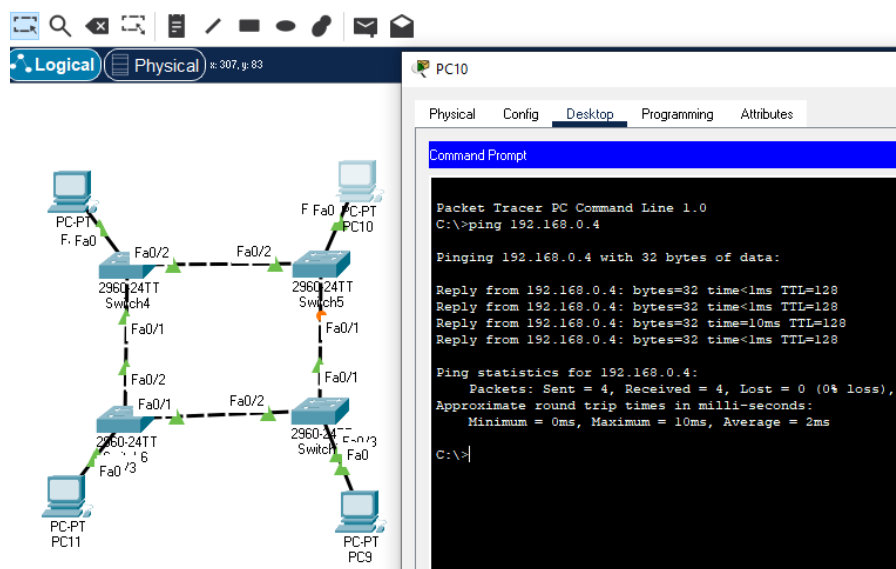 Logical
Physical
x: 307, y: 83
PC10
Physical Config Desktop Programming Attributes
Command Prompt
Packet Tracer PC Command Line 1.0
C:\>ping 192.168.0.4
Pinging 192.168.0.4 with 32 bytes of data:
Reply from 192.168.0.4: bytes=32 time<1ms TTL=128
Reply from 192.168.0.4: bytes=32 time<1ms TTL=128
Reply from 192.168.0.4: bytes=32 time=10ms TTL=128
Reply from 192.168.0.4: bytes=32 time<1ms TTL=128
Ping statistics for 192.168.0.4:
Packets: Sent = 4, Received = 4, Lost = 0 (0% loss),
Approximate round trip times in milli-seconds:
Minimum = 0ms, Maximum = 10ms, Average = 2ms
C:\>
PC-PT
Fa0
Fa0/2
2960-24TT
Switch4
Fa0/1
Fa0
PC-PT
PC10
Fa0/2
2960-24TT
Switch5
Fa0/1
Fa0/2
Fa0/1
2960-24TT
Fa0
PC-PT
PC11
Fa0/1
Fa0/2
Fa0/3
Fa0
PC-PT
PC9